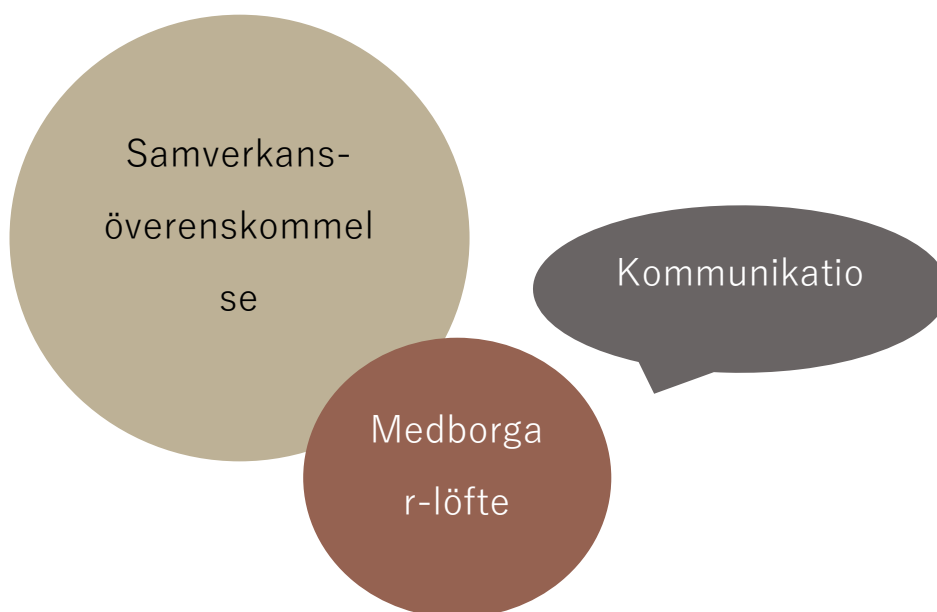 Samverkans-
överenskommel
se
Kommunikatio
Medborga
r-löfte